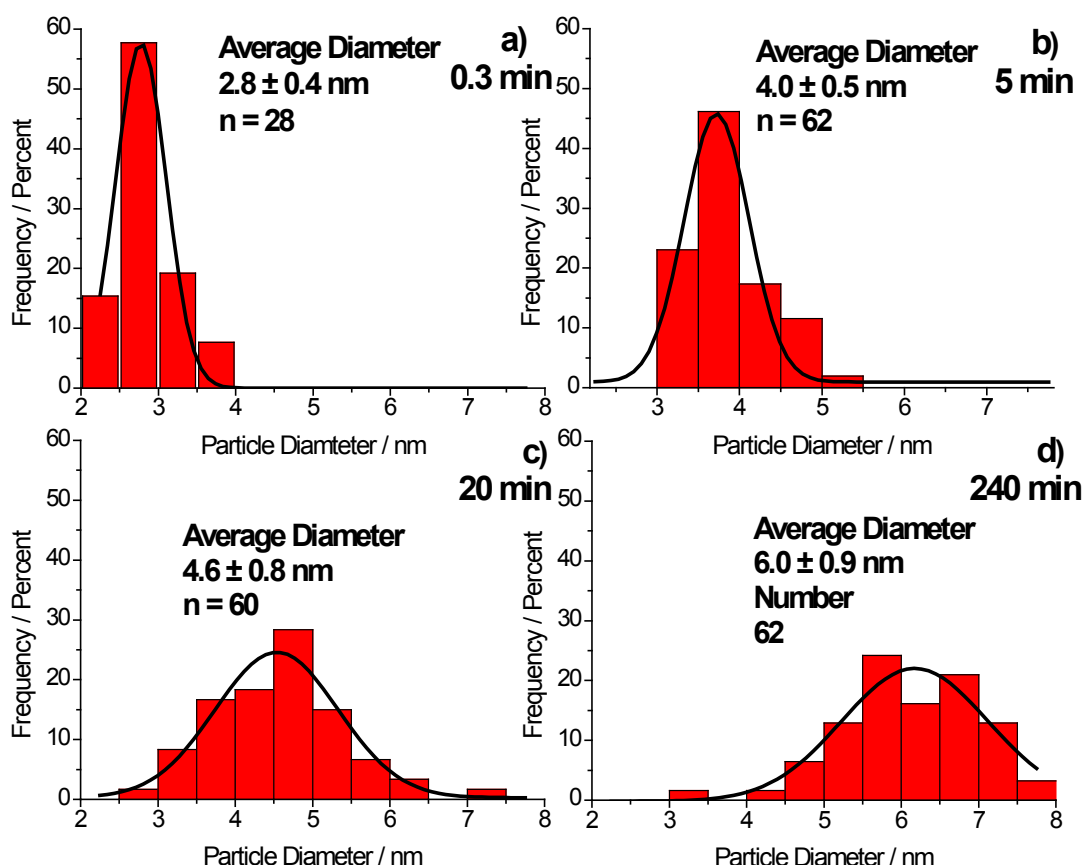 a)
0.3 min
Average Diameter
2.8 ± 0.4 nm
n = 28
Frequency / Percent
60
50
40
30
20
10
0
2 3 4 5 6 7 8
Particle Diamteter / nm
b)
5 min
Average Diameter
4.0 ± 0.5 nm
n = 62
Frequency / Percent
60
50
40
30
20
10
0
3 4 5 6 7
Particle Diameter / nm
c)
20 min
Average Diameter
4.6 ± 0.8 nm
n = 60
Frequency / Percent
60
50
40
30
20
10
0
2 3 4 5 6 7 8
Particle Diameter / nm
d)
240 min
Average Diameter
6.0 ± 0.9 nm
Number
62
Frequency / Percent
60
50
40
30
20
10
0
2 3 4 5 6 7 8
Particle Diameter / nm